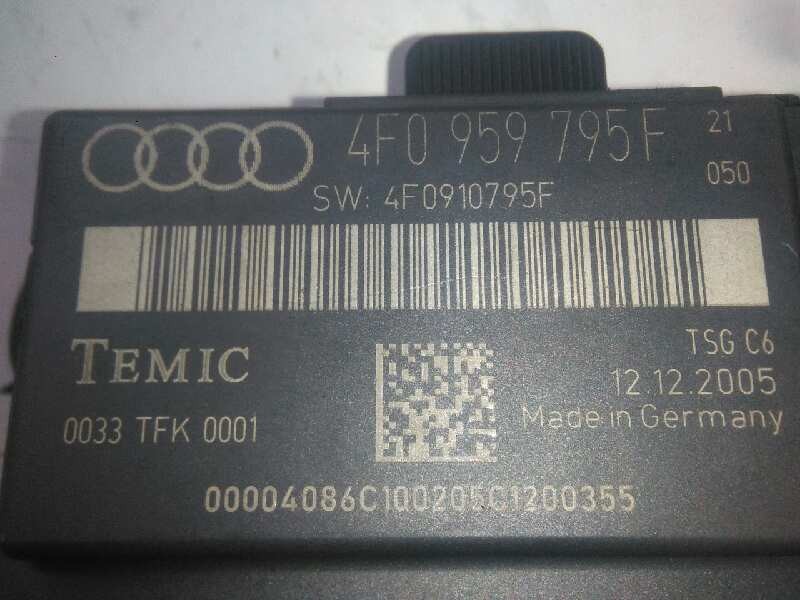 4F0 959 795 F 21
050
SW: 4F0910795F
TEMIC
TSG C6
12.12.2005
0033 TFK 0001
Made in Germany
00004086C100205C1200355